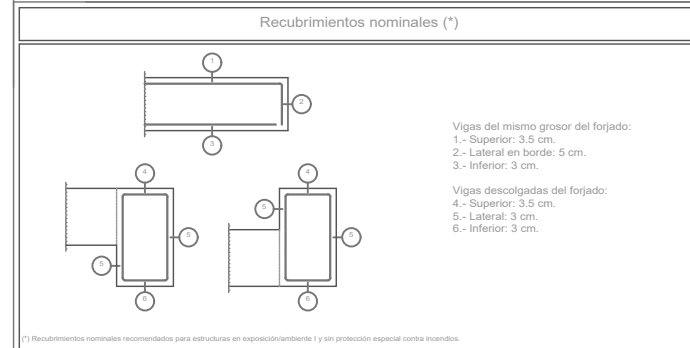 Recubrimientos nominales (*)
1
2
3
Vigas del mismo grosor del forjado:
1.- Superior: 3.5 cm.
2.- Lateral en borde: 5 cm.
3.- Inferior: 3 cm.
Vigas descolgadas del forjado:
4.- Superior: 3.5 cm.
5.- Lateral: 3 cm.
6.- Inferior: 3 cm.
4
5
5
6
4
5
5
6
(*) Recubrimientos nominales recomendados para estructuras en exposición/ambiente I y sin protección especial contra incendios.